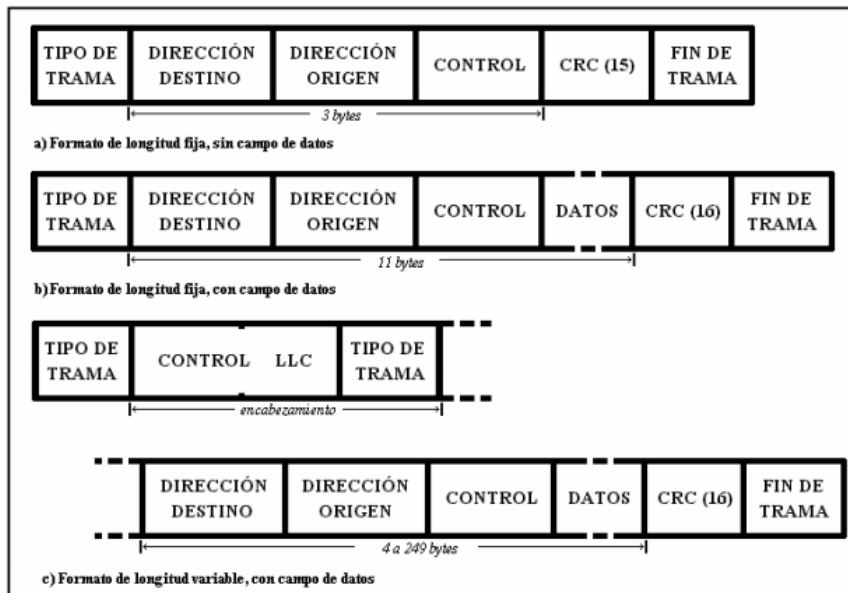 TIPO DE TRAMA DIRECCIÓN DESTINO DIRECCIÓN ORIGEN CONTROL CRC (15) FIN DE TRAMA
3 bytes
a) Formato de longitud fija, sin campo de datos
TIPO DE TRAMA DIRECCIÓN DESTINO DIRECCIÓN ORIGEN CONTROL DATOS CRC (16) FIN DE TRAMA
11 bytes
b) Formato de longitud fija, con campo de datos
TIPO DE TRAMA CONTROL LLC TIPO DE TRAMA
encabezamiento
DIRECCIÓN DESTINO DIRECCIÓN ORIGEN CONTROL DATOS CRC (16) FIN DE TRAMA
4 a 249 bytes
c) Formato de longitud variable, con campo de datos